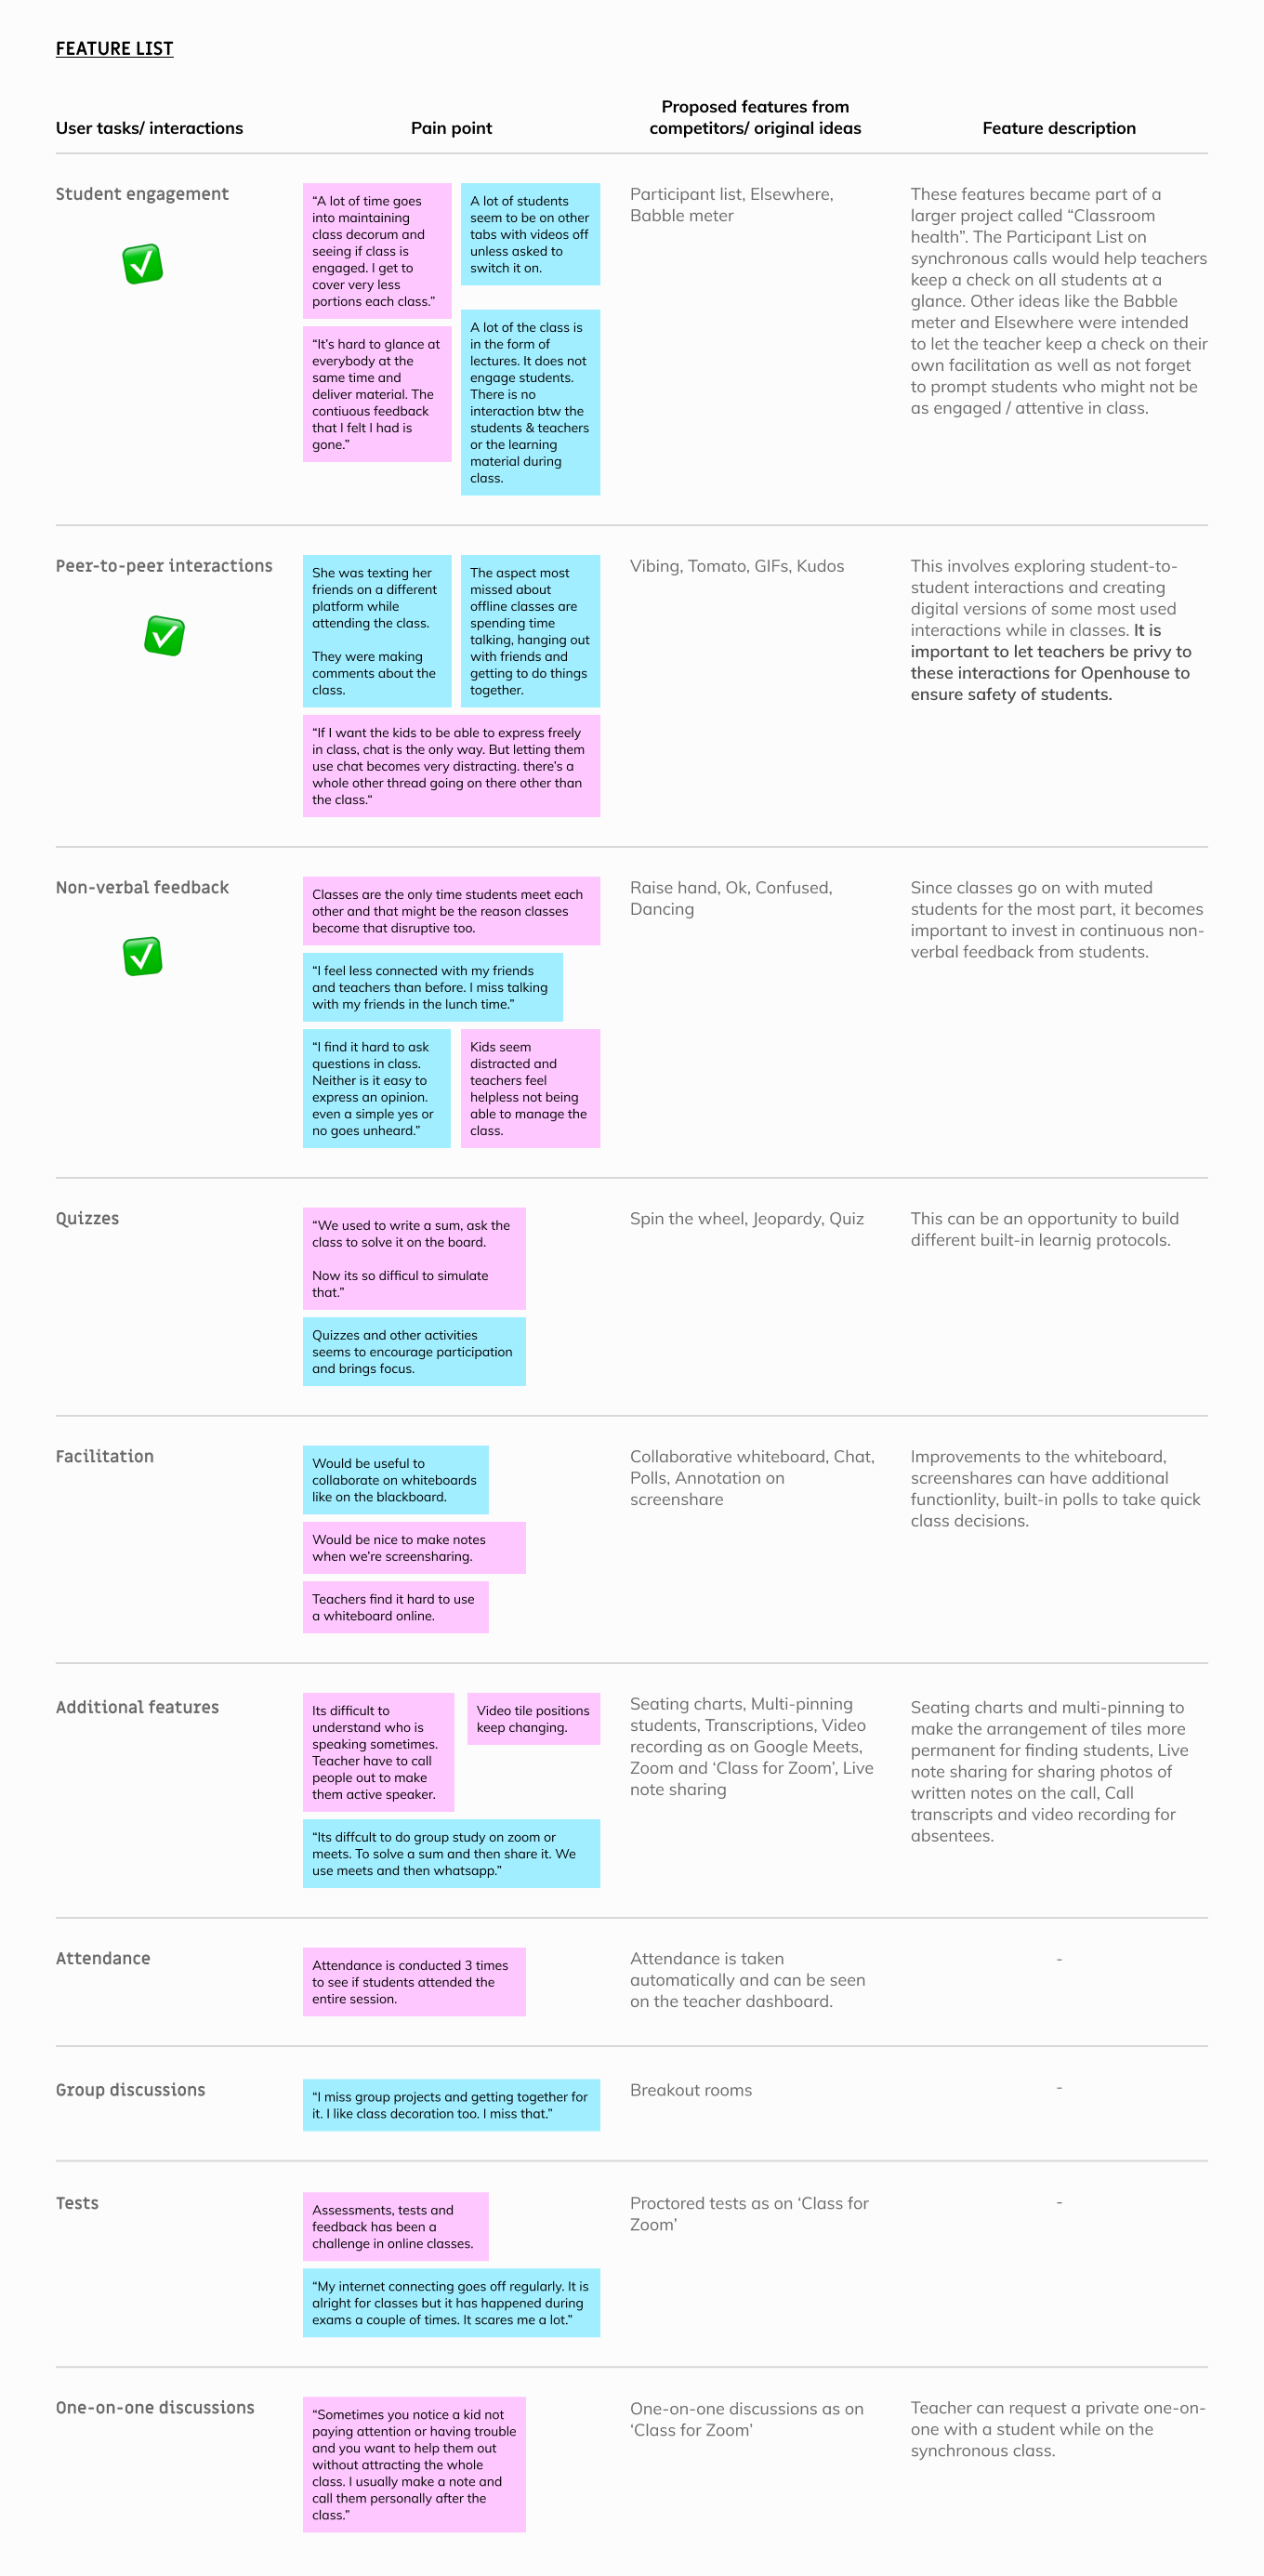 FEATURE LIST
User tasks/ interactions
Pain point
Proposed features from
competitors/ original ideas
Feature description
Student engagement
“A lot of time goes
into maintaining
class decorum and
seeing if class is
engaged. I get to
cover very less
portions each class.”
“It’s hard to glance at
everybody at the
same time and
deliver material. The
contiuous feedback
that I felt I had is
gone.”
A lot of students
seem to be on other
tabs with videos off
unless asked to
switch it on.
A lot of the class is
in the form of
lectures. It does not
engage students.
There is no
interaction btw the
students & teachers
or the learning
material during
class.
Participant list, Elsewhere,
Babble meter
These features became part of a
larger project called “Classroom
health”. The Participant List on
synchronous calls would help teachers
keep a check on all students at a
glance. Other ideas like the Babble
meter and Elsewhere were intended
to let the teacher keep a check on their
own facilitation as well as not forget
to prompt students who might not be
as engaged / attentive in class.
Peer-to-peer interactions
She was texting her
friends on a different
platform while
attending the class.
They were making
comments about the
class.
The aspect most
missed about
offline classes are
spending time
talking, hanging out
with friends and
getting to do things
together.
“If I want the kids to be able to express freely
in class, chat is the only way. But letting them
use chat becomes very distracting. there’s a
whole other thread going on there other than
the class.“
Vibing, Tomato, GIFs, Kudos
This involves exploring student-to-
student interactions and creating
digital versions of some most used
interactions while in classes. It is
important to let teachers be privy to
these interactions for Openhouse to
ensure safety of students.
Non-verbal feedback
Classes are the only time students meet each
other and that might be the reason classes
become that disruptive too.
“I feel less connected with my friends
and teachers than before. I miss talking
with my friends in the lunch time.”
“I find it hard to ask
questions in class.
Neither is it easy to
express an opinion.
even a simple yes or
no goes unheard.”
Kids seem
distracted and
teachers feel
helpless not being
able to manage the
class.
Raise hand, Ok, Confused,
Dancing
Since classes go on with muted
students for the most part, it becomes
important to invest in continuous non-
verbal feedback from students.
Quizzes
“We used to write a sum, ask the
class to solve it on the board.
Now its so difficul to simulate
that.”
Quizzes and other activities
seems to encourage participation
and brings focus.
Spin the wheel, Jeopardy, Quiz
This can be an opportunity to build
different built-in learnig protocols.
Facilitation
Would be useful to
collaborate on whiteboards
like on the blackboard.
Would be nice to make notes
when we’re screensharing.
Teachers find it hard to use
a whiteboard online.
Collaborative whiteboard, Chat,
Polls, Annotation on
screenshare
Improvements to the whiteboard,
screenshares can have additional
functionlity, built-in polls to take quick
class decisions.
Additional features
Its difficult to
understand who is
speaking sometimes.
Teacher have to call
people out to make
them active speaker.
Video tile positions
keep changing.
“Its diffcult to do group study on zoom or
meets. To solve a sum and then share it. We
use meets and then whatsapp.”
Seating charts, Multi-pinning
students, Transcriptions, Video
recording as on Google Meets,
Zoom and ‘Class for Zoom’, Live
note sharing
Seating charts and multi-pinning to
make the arrangement of tiles more
permanent for finding students, Live
note sharing for sharing photos of
written notes on the call, Call
transcripts and video recording for
absentees.
Attendance
Attendance is conducted 3 times
to see if students attended the
entire session.
Attendance is taken
automatically and can be seen
on the teacher dashboard.
-
Group discussions
“I miss group projects and getting together for
it. I like class decoration too. I miss that.”
Breakout rooms
-
Tests
Assessments, tests and
feedback has been a
challenge in online classes.
“My internet connecting goes off regularly. It is
alright for classes but it has happened during
exams a couple of times. It scares me a lot.”
Proctored tests as on ‘Class for
Zoom’
-
One-on-one discussions
“Sometimes you notice a kid not
paying attention or having trouble
and you want to help them out
without attracting the whole
class. I usually make a note and
call them personally after the
class.”
One-on-one discussions as on
‘Class for Zoom’
Teacher can request a private one-on-
one with a student while on the
synchronous class.